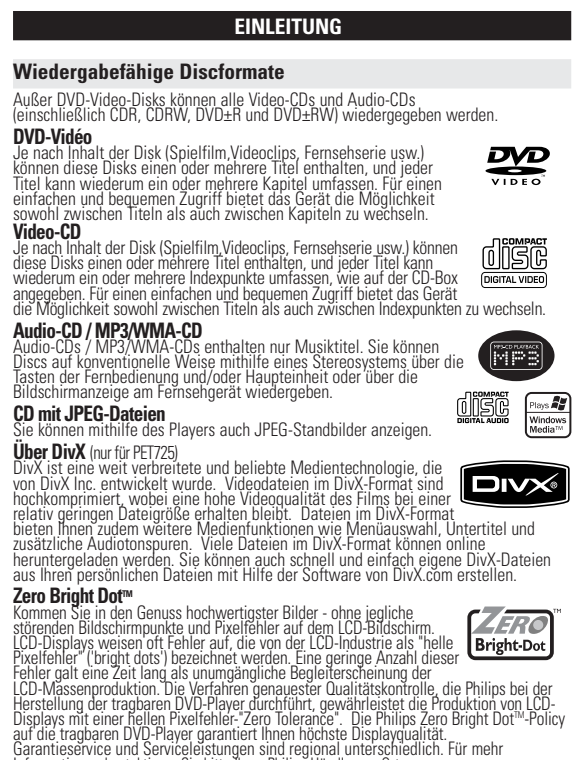 EINLEITUNG
Wiedergabefähige Discformate
Außer DVD-Video-Disks können alle Video-CDs und Audio-CDs
(einschließlich CDR, CDRW, DVD±R und DVD±RW) wiedergegeben werden.
DVD-Vidéo
Je nach Inhalt der Disk (Spielfilm,Videoclips, Fernsehserie usw.)
können diese Disks einen oder mehrere Titel enthalten, und jeder
Titel kann wiederum ein oder mehrere Kapitel umfassen. Für einen
einfachen und bequemen Zugriff bietet das Gerät die Möglichkeit
sowohl zwischen Titeln als auch zwischen Kapiteln zu wechseln.
DVD
VIDEO
Video-CD
Je nach Inhalt der Disk (Spielfilm,Videoclips, Fernsehserie usw.) können
diese Disks einen oder mehrere Titel enthalten, und jeder Titel kann
wiederum ein oder mehrere Indexpunkte umfassen, wie auf der CD-Box
angegeben. Für einen einfachen und bequemen Zugriff bietet das Gerät
die Möglichkeit sowohl zwischen Titeln als auch zwischen Indexpunkten zu wechseln.
COMPACT
disc
DIGITAL VIDEO
Audio-CD / MP3/WMA-CD
Audio-CDs / MP3/WMA-CDs enthalten nur Musiktitel. Sie können
Discs auf konventionelle Weise mithilfe eines Stereosystems über die
Tasten der Fernbedienung und/oder Haupteinheit oder über die
Bildschirmanzeige am Fernsehgerät wiedergeben.
MP3-CD PLAYBACK
MP3
CD mit JPEG-Dateien
Sie können mithilfe des Players auch JPEG-Standbilder anzeigen.
COMPACT
disc
DIGITAL AUDIO
Plays
Windows
Media™
Über DivX (nur für PET725)
DivX ist eine weit verbreitete und beliebte Medientechnologie, die
von DivX Inc. entwickelt wurde. Videodateien im DivX-Format sind
hochkomprimiert, wobei eine hohe Videoqualität des Films bei einer
relativ geringen Dateigröße erhalten bleibt. Dateien im DivX-Format
bieten Ihnen zudem weitere Medienfunktionen wie Menüauswahl, Untertitel und
zusätzliche Audiotonspuren. Viele Dateien im DivX-Format können online
heruntergeladen werden. Sie können auch schnell und einfach eigene DivX-Dateien
aus Ihren persönlichen Dateien mit Hilfe der Software von DivX.com erstellen.
DIVX®
Zero Bright Dot™
Kommen Sie in den Genuss hochwertigster Bilder - ohne jegliche
störenden Bildschirmpunkte und Pixelfehler auf dem LCD-Bildschirm.
LCD-Displays weisen oft Fehler auf, die von der LCD-Industrie als "helle
Pixelfehler" ('bright dots') bezeichnet werden. Eine geringe Anzahl dieser
Fehler galt eine Zeit lang als unumgängliche Begleiterscheinung der
LCD-Massenproduktion. Die Verfahren genauester Qualitätskontrolle, die Philips bei der
Herstellung der tragbaren DVD-Player durchführt, gewährleistet die Produktion von LCD-
Displays mit einer hellen Pixelfehler-"Zero Tolerance". Die Philips Zero Bright Dot™-Policy
auf die tragbaren DVD-Player garantiert Ihnen höchste Displayqualität.
Garantieservice und Serviceleistungen sind regional unterschiedlich. Für mehr
ZERO™
Bright-Dot